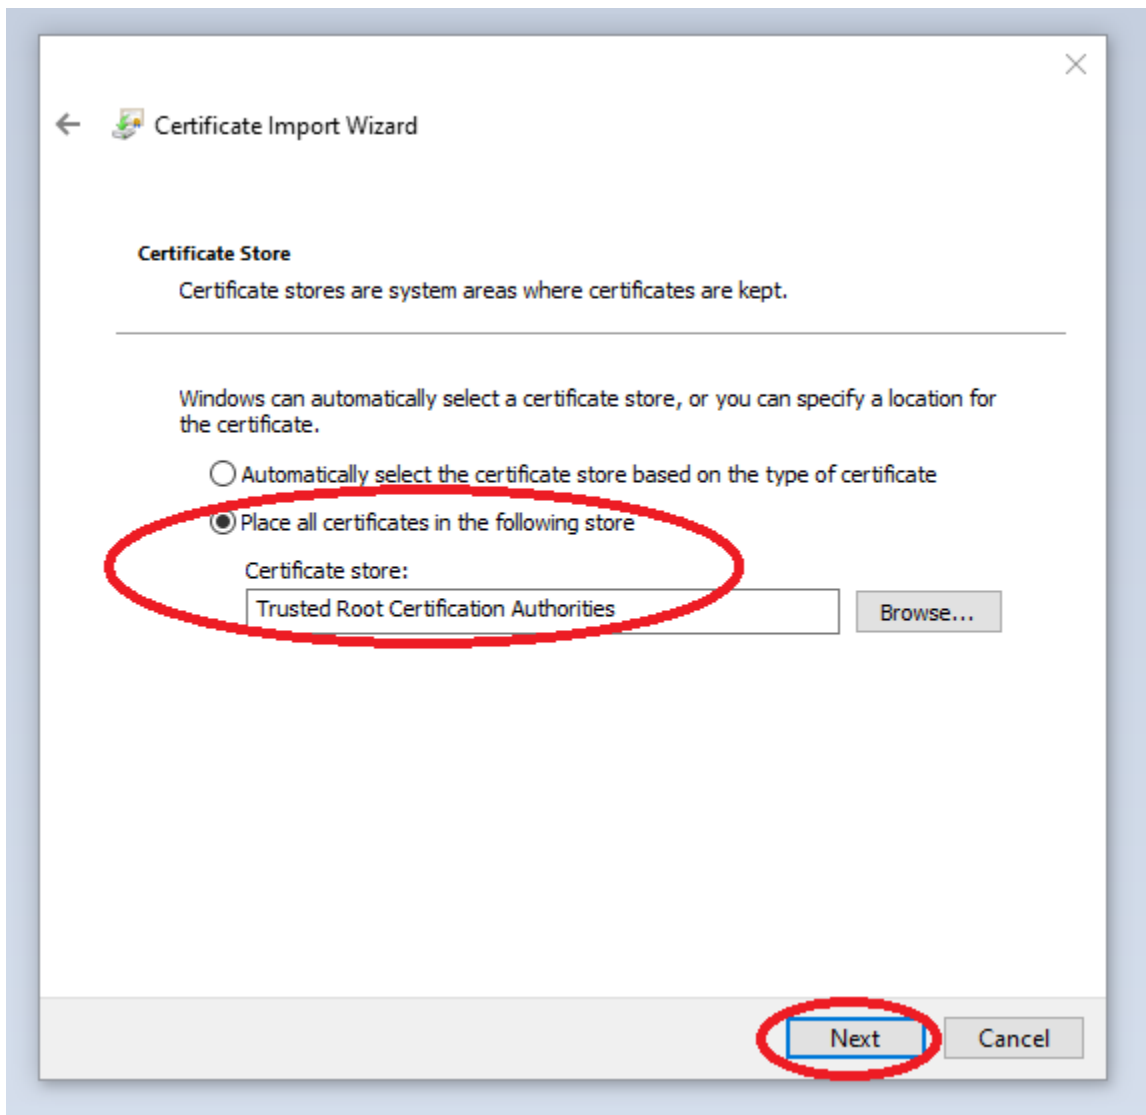 Certificate Import Wizard
Certificate Store
Certificate stores are system areas where certificates are kept.
Windows can automatically select a certificate store, or you can specify a location for
the certificate.
Automatically select the certificate store based on the type of certificate
Place all certificates in the following store
Certificate store:
Trusted Root Certification Authorities
Browse...
Next
Cancel